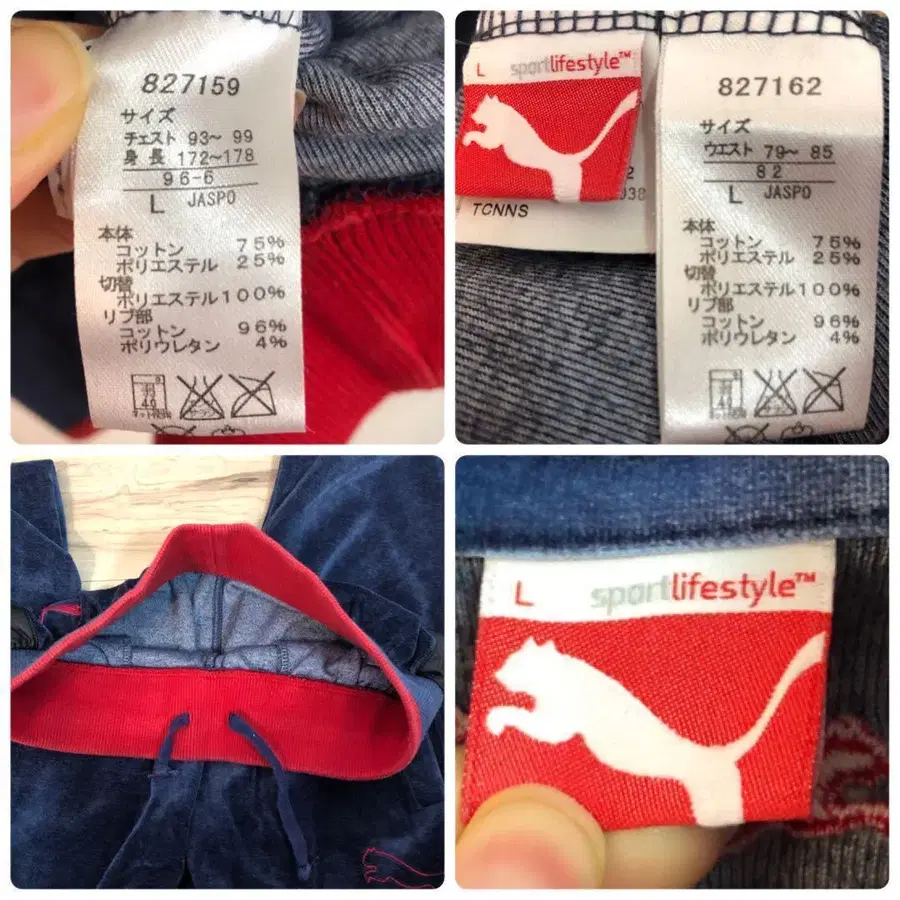 827159
サイズ
チェスト 93~ 99
身 長 172~178
96-6
L JASPO
本体
コットン 75%
ポリエステル 25%
切替
ポリエステル100%
リブ部
コットン 96%
ポリウレタン 4%
40
L sportlifestyle™
TCNNS
827162
サイズ
ウエスト 79~ 85
82
L JASPO
本体
コットン 75%
ポリエステル 25%
切替
ポリエステル100%
リブ部
コットン 96%
ポリウレタン 4%
40
L sportlifestyle™